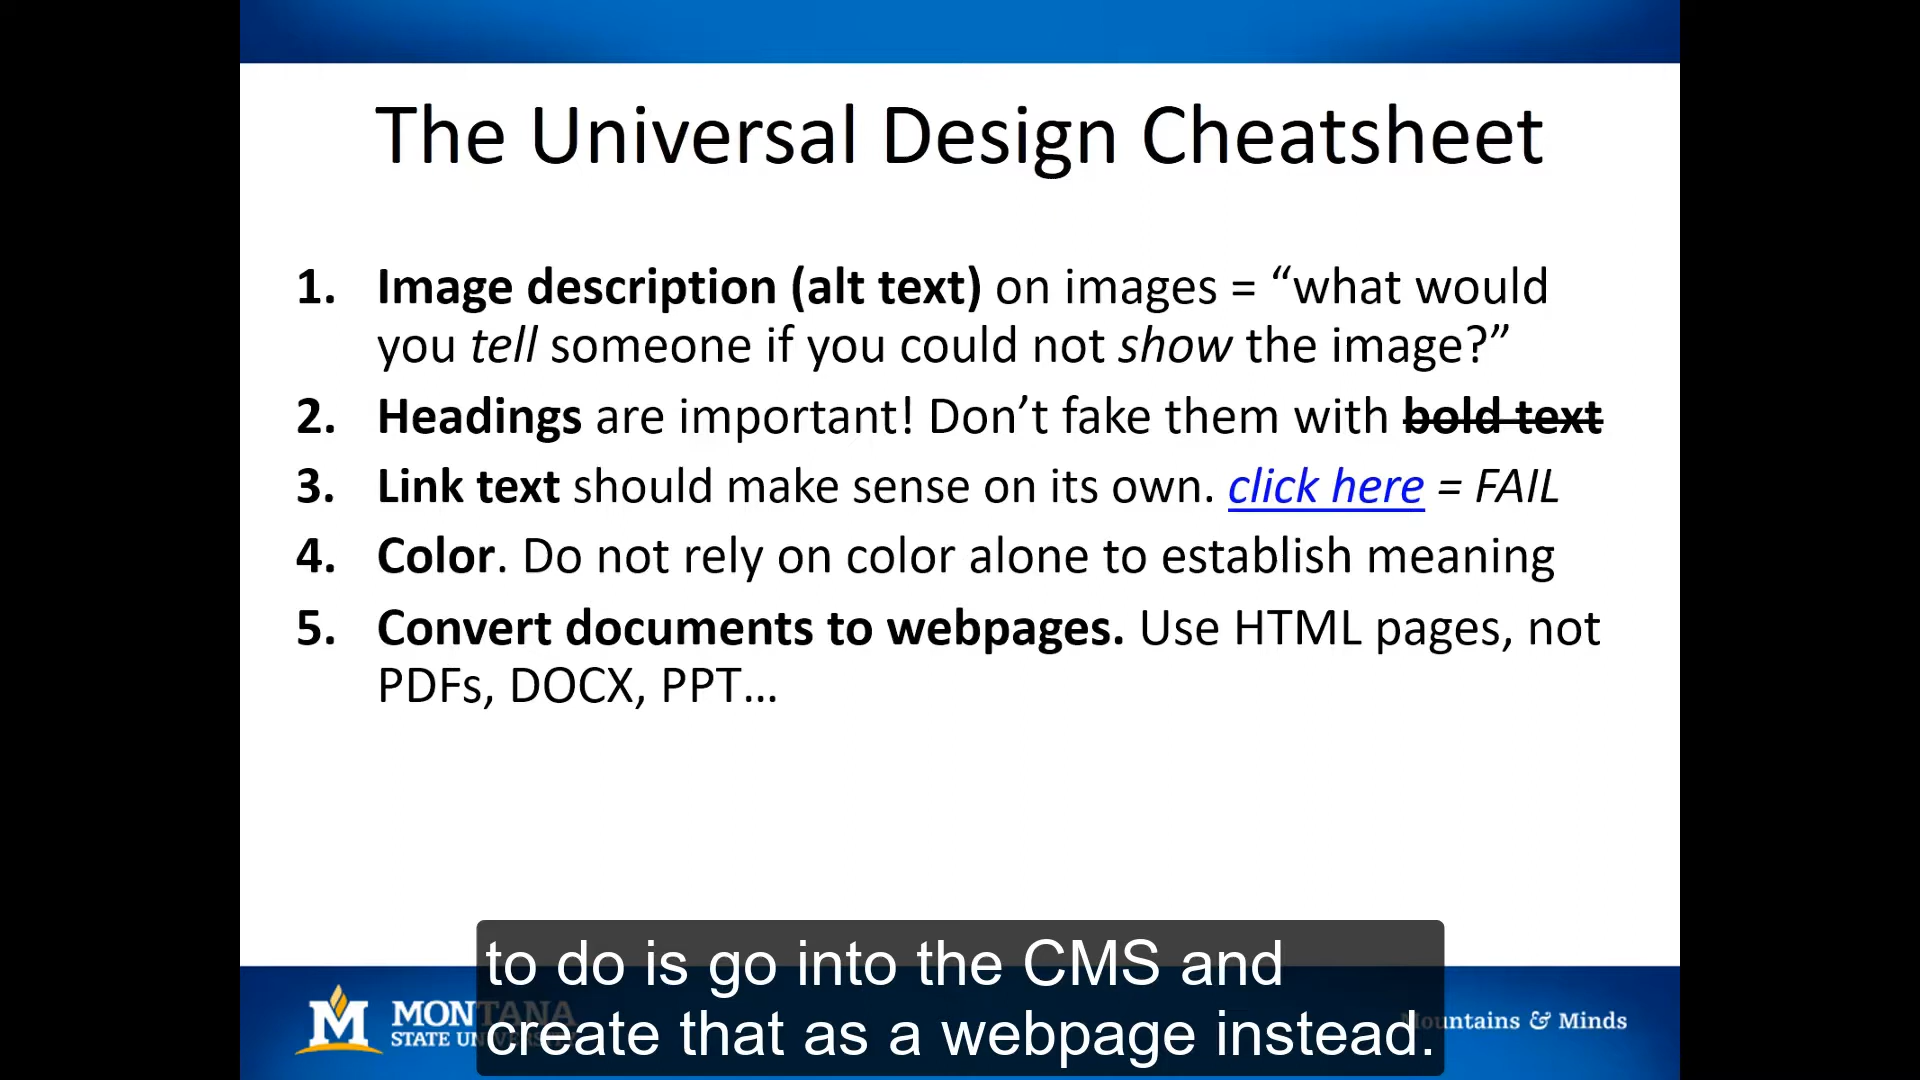 The Universal Design Cheatsheet
1. Image description (alt text) on images = “what would
you tell someone if you could not show the image?”
2. Headings are important! Don’t fake them with bold text
3. Link text should make sense on its own. click here = FAIL
4. Color. Do not rely on color alone to establish meaning
5. Convert documents to webpages. Use HTML pages, not
PDFs, DOCX, PPT…
to do is go into the CMS and
create that as a webpage instead.
M MONTANA
STATE UN
Mountains & Minds